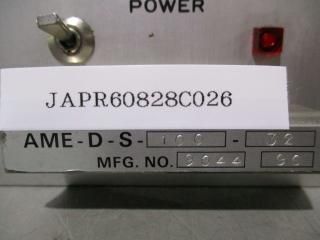 POWER
JAPR60828C026
AME-D-S-100-32
MFG. NO. 9044 90